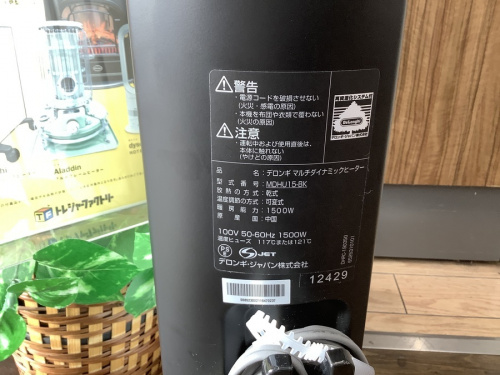 Aladdin
トレジャーファクトリー
警告
・電源コードを破損させない
(火災・感電の原因)
・本機を布団や衣類で覆わない
(火災の原因)
注意
・運転中および使用直後は、
本体に触れない
(やけどの原因)
品名:デロンギ マルチダイナミックヒーター
型式番号:MDHU15-BK
放熱の方式:乾式
温度調節の方式:可変式
暖房能力:1500W
原産国:中国
100V 50-60Hz 1500W
温度ヒューズ 117℃または121℃
PS
E
JET
デロンギ・ジャパン株式会社
12429